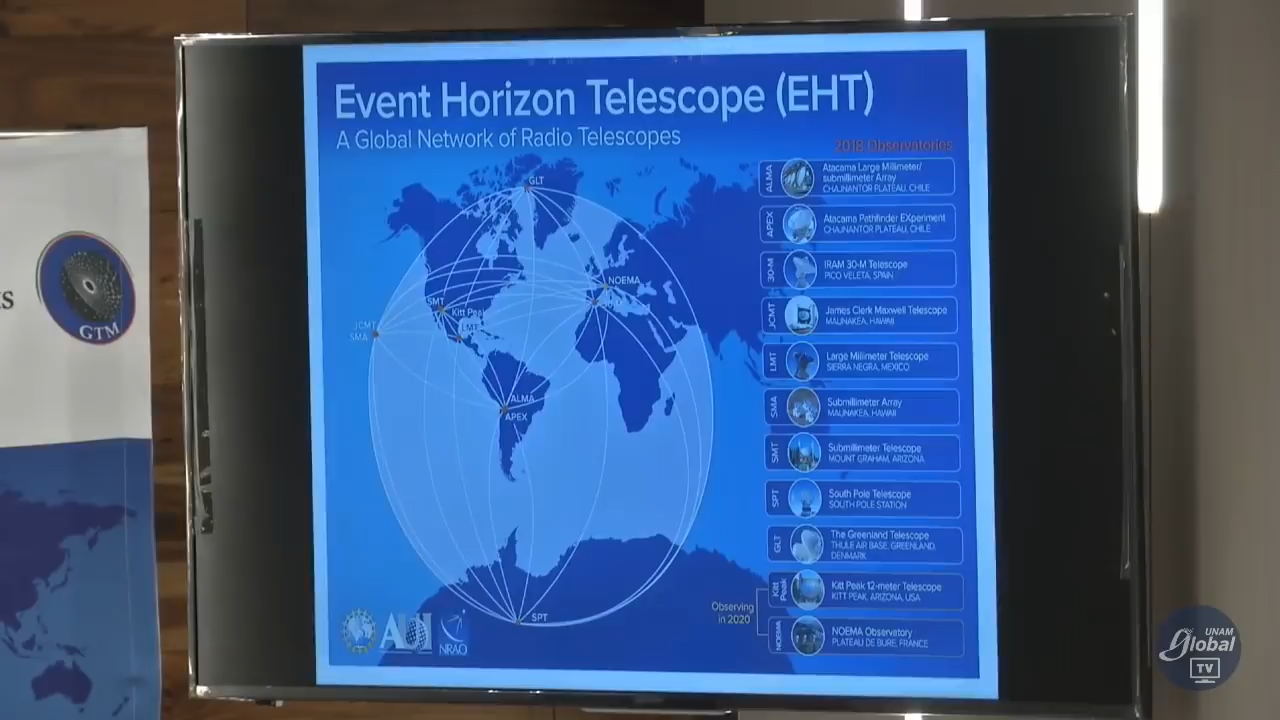 Event Horizon Telescope (EHT)
A Global Network of Radio Telescopes
2018 Observatories
GLT
NOEMA
SMT
Kitt Peak
LMT
JCMT
SMA
ALMA
APEX
SPT
ALMA
Atacama Large Millimeter/
submillimeter Array
CHAJNANTOR PLATEAU, CHILE
APEX
Atacama Pathfinder EXperiment
CHAJNANTOR PLATEAU, CHILE
30-M
IRAM 30-M Telescope
PICO VELETA, SPAIN
JCMT
James Clerk Maxwell Telescope
MAUNAKEA, HAWAII
LMT
Large Millimeter Telescope
SIERRA NEGRA, MEXICO
SMA
Submillimeter Array
MAUNAKEA, HAWAII
SMT
Submillimeter Telescope
MOUNT GRAHAM, ARIZONA
SPT
South Pole Telescope
SOUTH POLE STATION
GLT
The Greenland Telescope
THULE AIR BASE, GREENLAND,
DENMARK
Observing
in 2020
Kitt
Peak
Kitt Peak 12-meter Telescope
KITT PEAK, ARIZONA, USA
NOEMA
NOEMA Observatory
PLATEAU DE BURE, FRANCE
AUI
NRAO
GTM
UNAM
Global
TV